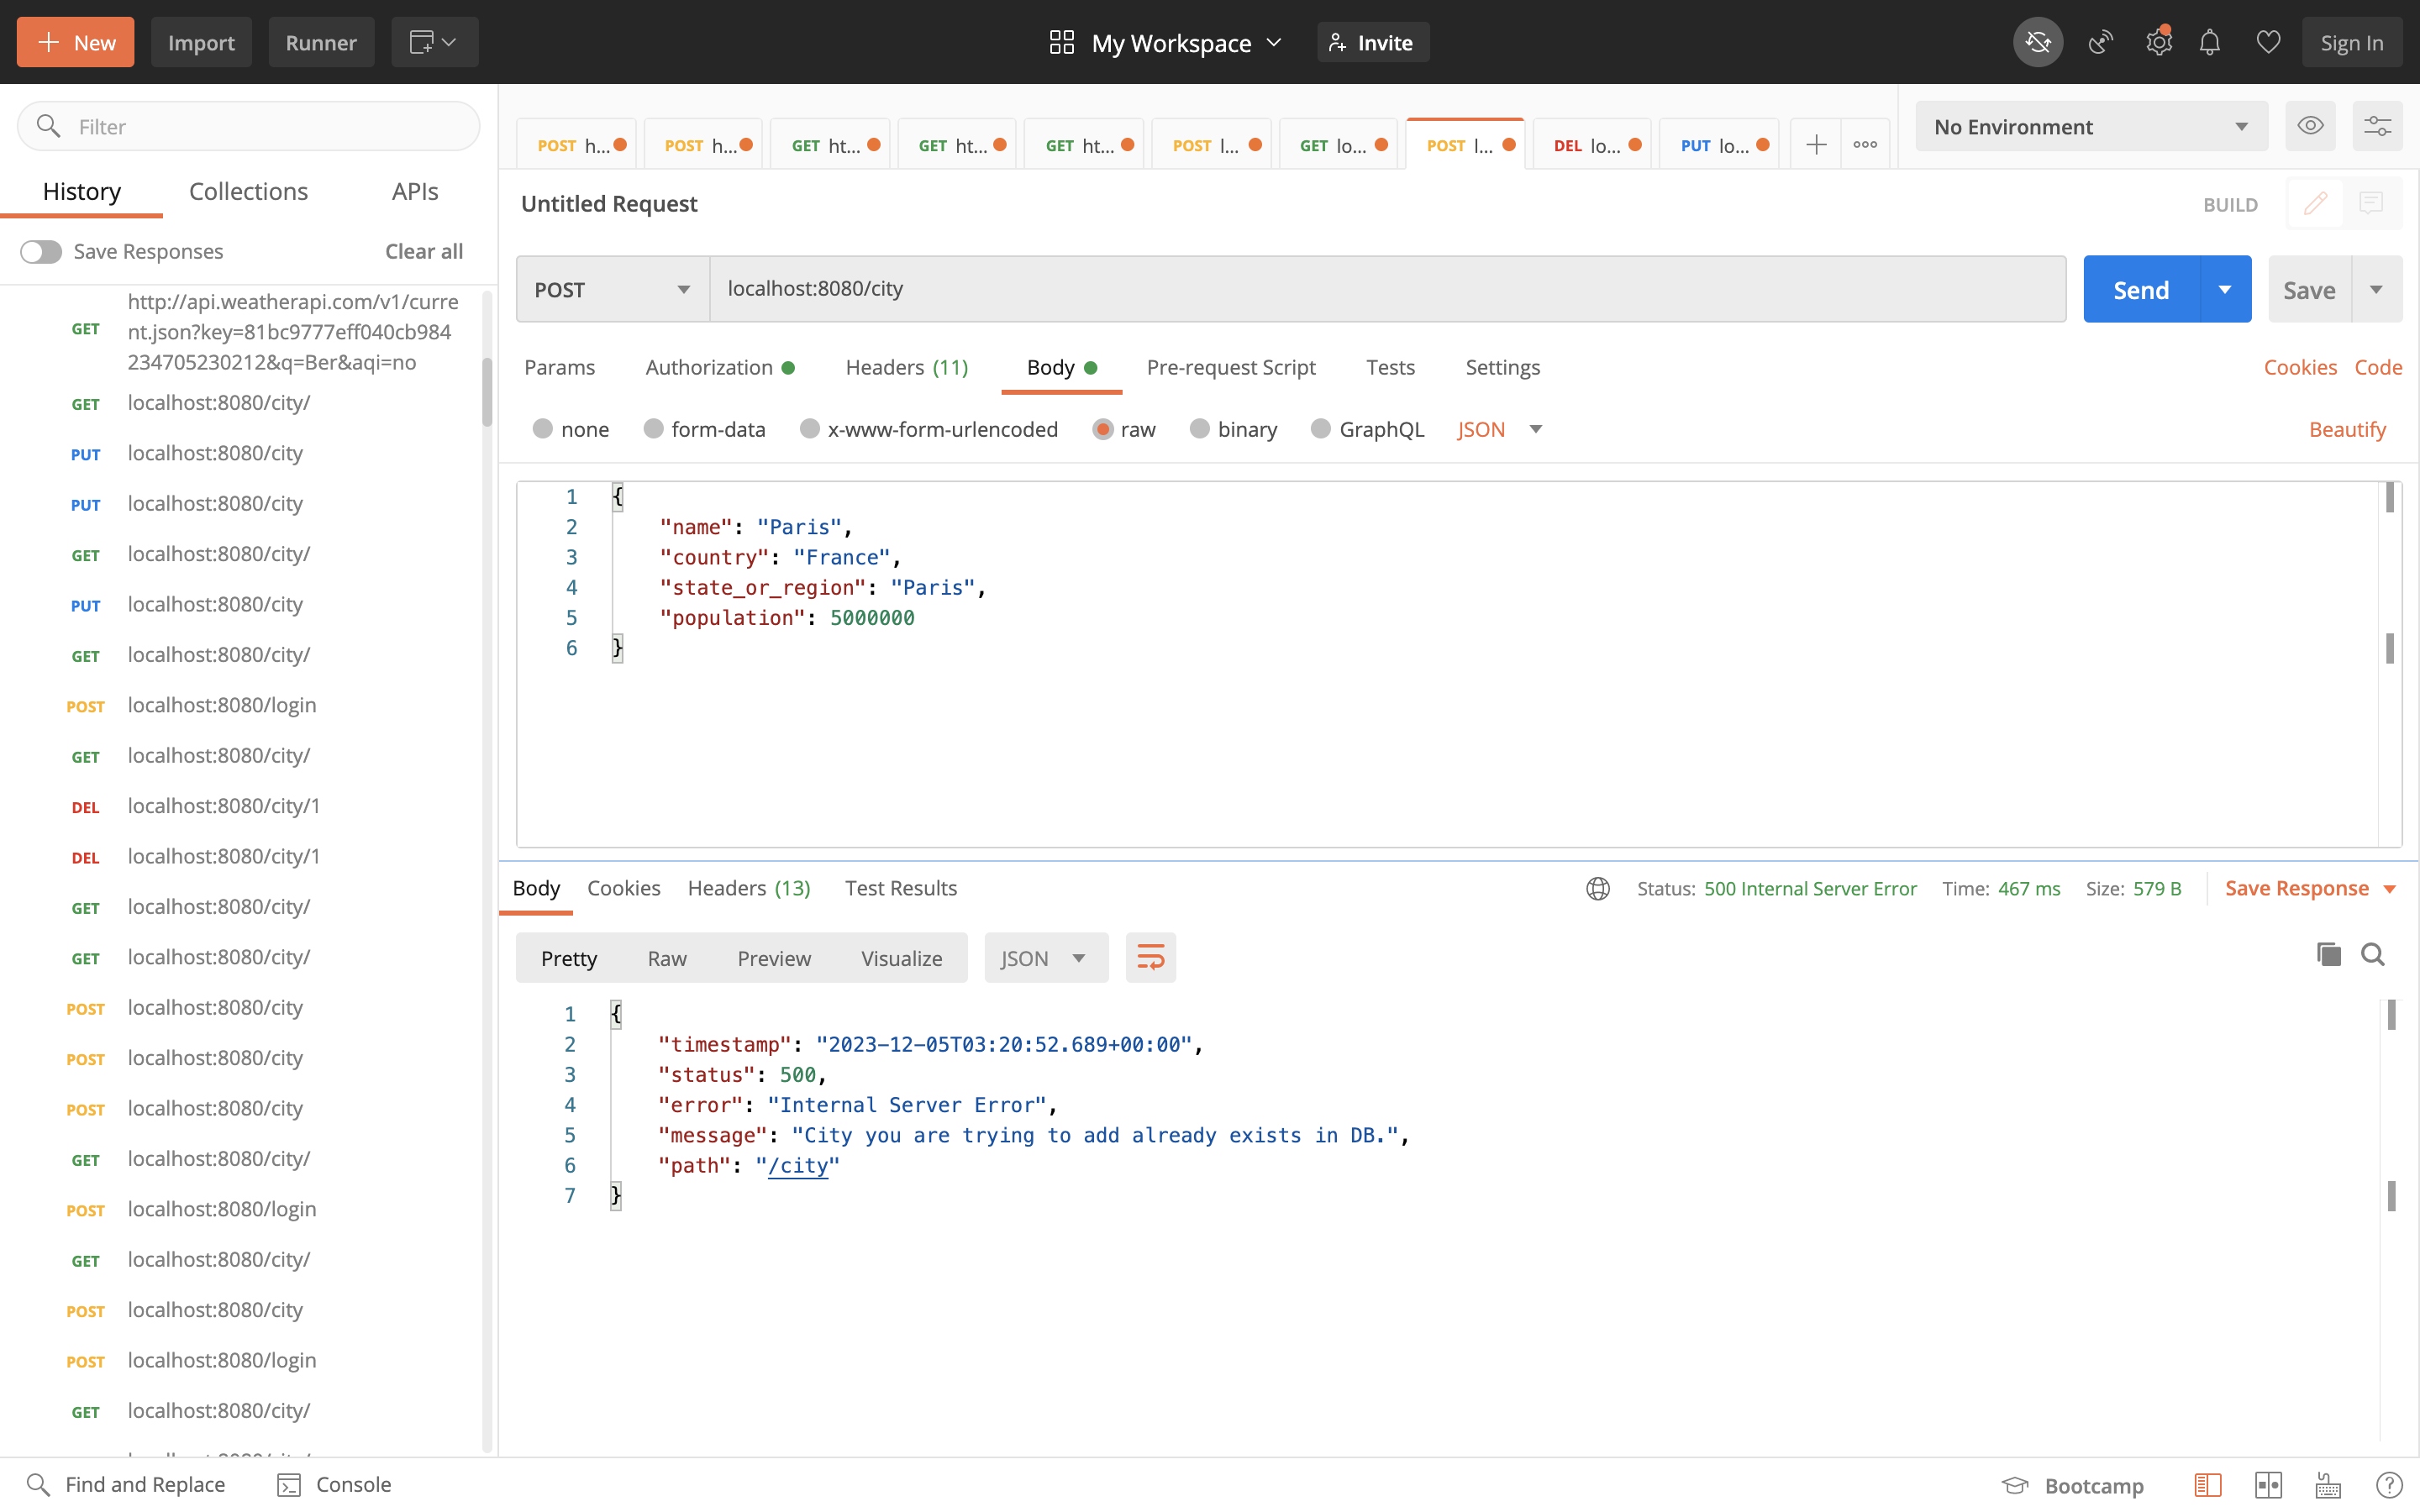 New
Import
Runner
My Workspace
Invite
Sign In
Filter
History
Collections
APIs
Save Responses
Clear all
http://api.weatherapi.com/v1/curre
GET
nt.json?key=81bc9777eff040cb984
234705230212&q=Ber&aqi=no
GET localhost:8080/city/
PUT localhost:8080/city
PUT localhost:8080/city
GET localhost:8080/city/
PUT localhost:8080/city
GET localhost:8080/city/
POST localhost:8080/login
GET localhost:8080/city/
DEL localhost:8080/city/1
DEL localhost:8080/city/1
GET localhost:8080/city/
GET localhost:8080/city/
POST localhost:8080/city
POST localhost:8080/city
POST localhost:8080/city
GET localhost:8080/city/
POST localhost:8080/login
GET localhost:8080/city/
POST localhost:8080/city
POST localhost:8080/login
GET localhost:8080/city/
POST h...
POST h...
GET ht...
GET ht...
GET ht...
POST l...
GET lo...
POST l...
DEL lo...
PUT lo...
No Environment
Untitled Request
BUILD
POST
localhost:8080/city
Send
Save
Params
Authorization
Headers (11)
Body
Pre-request Script
Tests
Settings
Cookies
Code
none
form-data
x-www-form-urlencoded
raw
binary
GraphQL
JSON
Beautify
1 {
2 "name": "Paris",
3 "country": "France",
4 "state_or_region": "Paris",
5 "population": 5000000
6 }
Body
Cookies
Headers (13)
Test Results
Status: 500 Internal Server Error
Time: 467 ms
Size: 579 B
Save Response
Pretty
Raw
Preview
Visualize
JSON
1 {
2 "timestamp": "2023-12-05T03:20:52.689+00:00",
3 "status": 500,
4 "error": "Internal Server Error",
5 "message": "City you are trying to add already exists in DB.",
6 "path": "/city"
7 }
Find and Replace
Console
Bootcamp